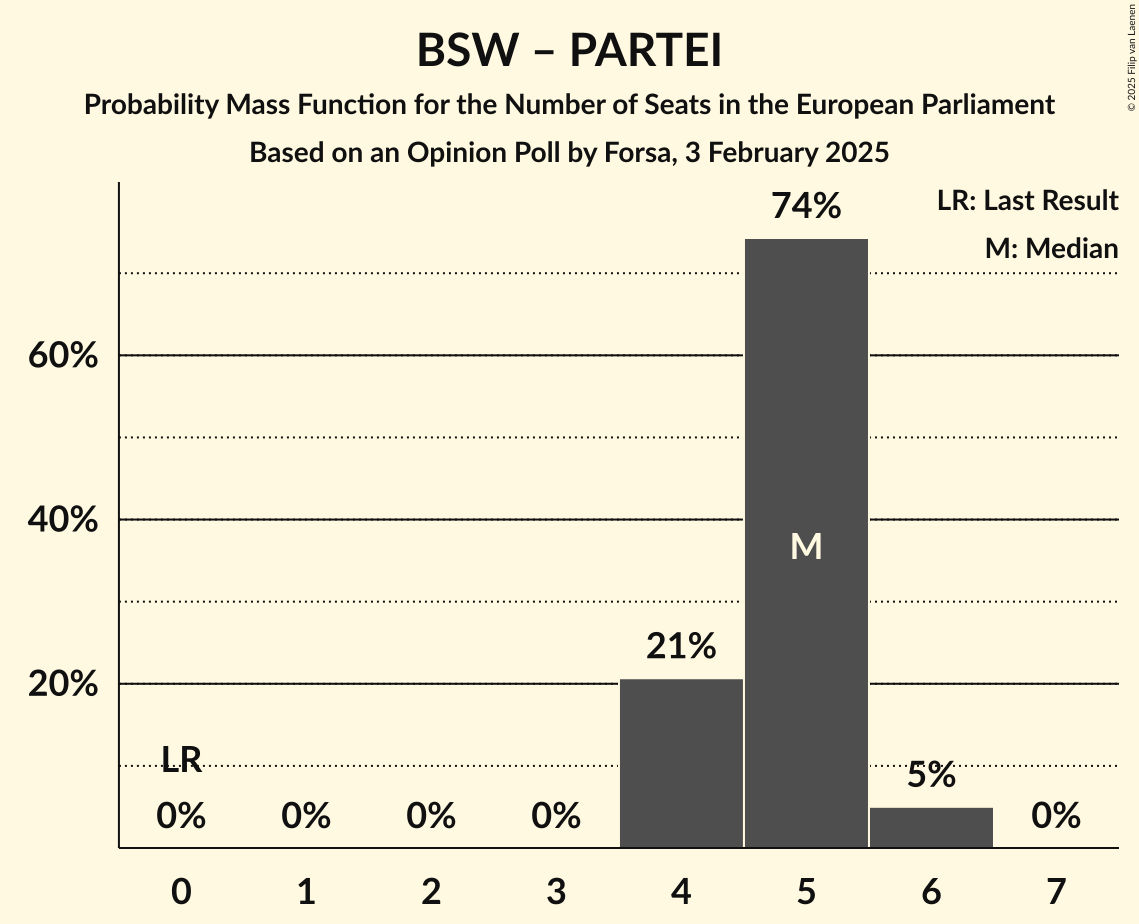 BSW – PARTEI
Probability Mass Function for the Number of Seats in the European Parliament
Based on an Opinion Poll by Forsa, 3 February 2025
© 2025 Filip van Laenen
LR: Last Result
M: Median
74%
60%
40%
M
21%
20%
LR
5%
0% 0% 0% 0% 0%
0 1 2 3 4 5 6 7